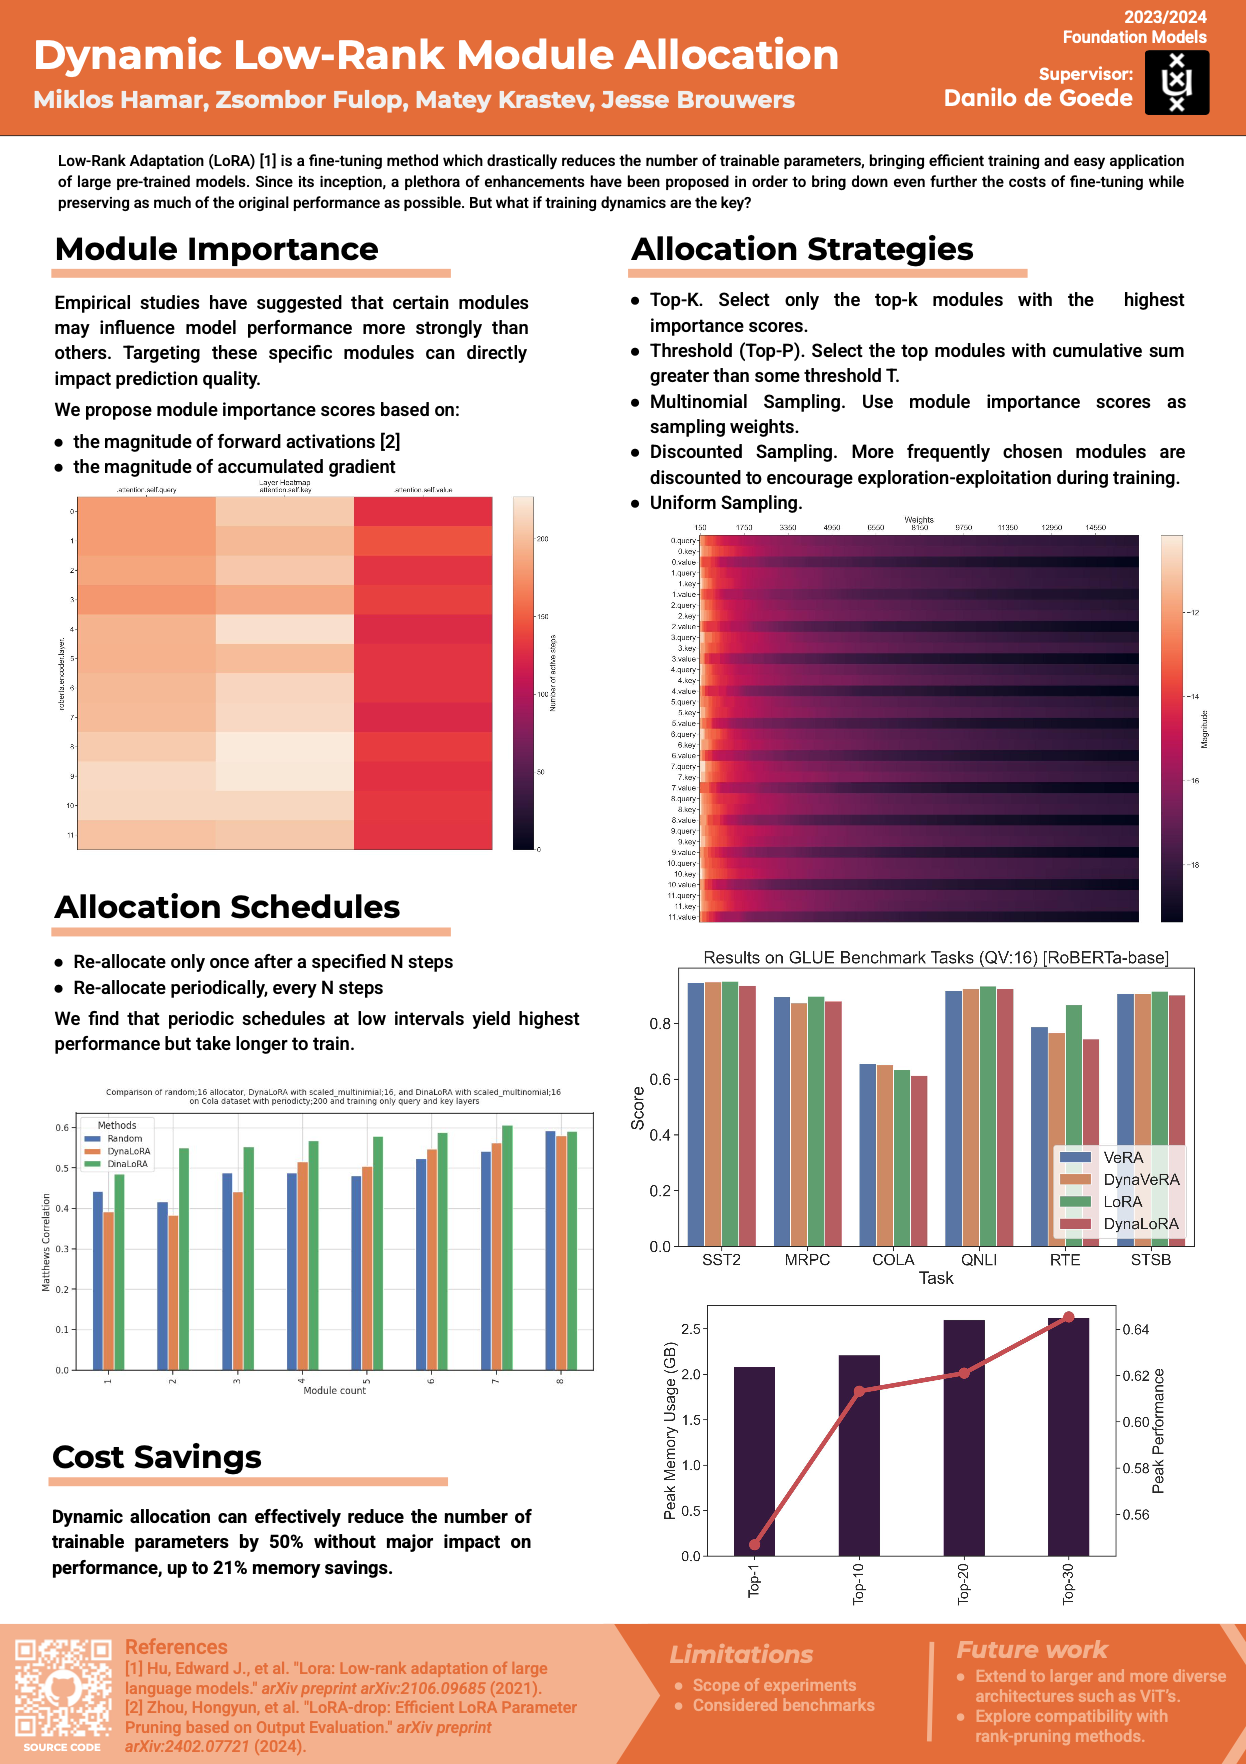 2023/2024
Foundation Models
Dynamic Low-Rank Module Allocation
Miklos Hamar, Zsombor Fulop, Matey Krastev, Jesse Brouwers
Supervisor:
Danilo de Goede
Low-Rank Adaptation (LoRA) [1] is a fine-tuning method which drastically reduces the number of trainable parameters, bringing efficient training and easy application
of large pre-trained models. Since its inception, a plethora of enhancements have been proposed in order to bring down even further the costs of fine-tuning while
preserving as much of the original performance as possible. But what if training dynamics are the key?
Module Importance
Empirical studies have suggested that certain modules
may influence model performance more strongly than
others. Targeting these specific modules can directly
impact prediction quality.
We propose module importance scores based on:
● the magnitude of forward activations [2]
● the magnitude of accumulated gradient
Layer Heatmap
attention.self.query attention.self.key attention.self.value
0
1
2
3
4
5
6
7
8
9
10
11
roberta.encoder.layer.
200
150
100
50
0
Number of active steps
Allocation Schedules
● Re-allocate only once after a specified N steps
● Re-allocate periodically, every N steps
We find that periodic schedules at low intervals yield highest
performance but take longer to train.
Comparison of random;16 allocator, DynaLoRA with scaled_multinimial;16, and DinaLoRA with scaled_multinomial;16
on Cola dataset with periodicty;200 and training only query and key layers
Methods
Random
DynaLoRA
DinaLoRA
0.6
0.5
0.4
0.3
0.2
0.1
0.0
Matthews Correlation
1 2 3 4 5 6 7 8
Module count
Cost Savings
Dynamic allocation can effectively reduce the number of
trainable parameters by 50% without major impact on
performance, up to 21% memory savings.
Allocation Strategies
● Top-K. Select only the top-k modules with the highest
importance scores.
● Threshold (Top-P). Select the top modules with cumulative sum
greater than some threshold T.
● Multinomial Sampling. Use module importance scores as
sampling weights.
● Discounted Sampling. More frequently chosen modules are
discounted to encourage exploration-exploitation during training.
● Uniform Sampling.
Weights
150 1750 3350 4950 6550 8150 9750 11350 12950 14550
0.query
0.key
0.value
1.query
1.key
1.value
2.query
2.key
2.value
3.query
3.key
3.value
4.query
4.key
4.value
5.query
5.key
5.value
6.query
6.key
6.value
7.query
7.key
7.value
8.query
8.key
8.value
9.query
9.key
9.value
10.query
10.key
10.value
11.query
11.key
11.value
−12
−14
−16
−18
Magnitude
Results on GLUE Benchmark Tasks (QV:16) [RoBERTa-base]
0.8
0.6
0.4
0.2
0.0
Score
VeRA
DynaVeRA
LoRA
DynaLoRA
SST2 MRPC COLA QNLI RTE STSB
Task
2.5
2.0
1.5
1.0
0.5
0.0
Peak Memory Usage (GB)
0.64
0.62
0.60
0.58
0.56
Peak Performance
Top-1 Top-10 Top-20 Top-30
SOURCE CODE
References
[1] Hu, Edward J., et al. "Lora: Low-rank adaptation of large
language models." arXiv preprint arXiv:2106.09685 (2021).
[2] Zhou, Hongyun, et al. "LoRA-drop: Efficient LoRA Parameter
Pruning based on Output Evaluation." arXiv preprint
arXiv:2402.07721 (2024).
Limitations
● Scope of experiments
● Considered benchmarks
Future work
● Extend to larger and more diverse
architectures such as ViT's.
● Explore compatibility with
rank-pruning methods.